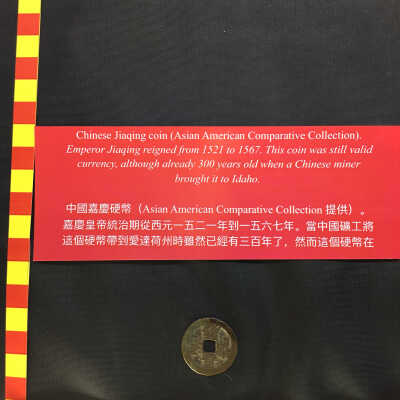 Chinese Jiaqing coin (Asian American Comparative Collection).
Emperor Jiaqing reigned from 1521 to 1567. This coin was still valid
currency, although already 300 years old when a Chinese miner
brought it to Idaho.
中國嘉慶硬幣（Asian American Comparative Collection 提供）。
嘉慶皇帝統治期從西元一五二一年到一五六七年。當中國礦工將
這個硬幣帶到愛達荷州時雖然已經有三百年了，然而這個硬幣在